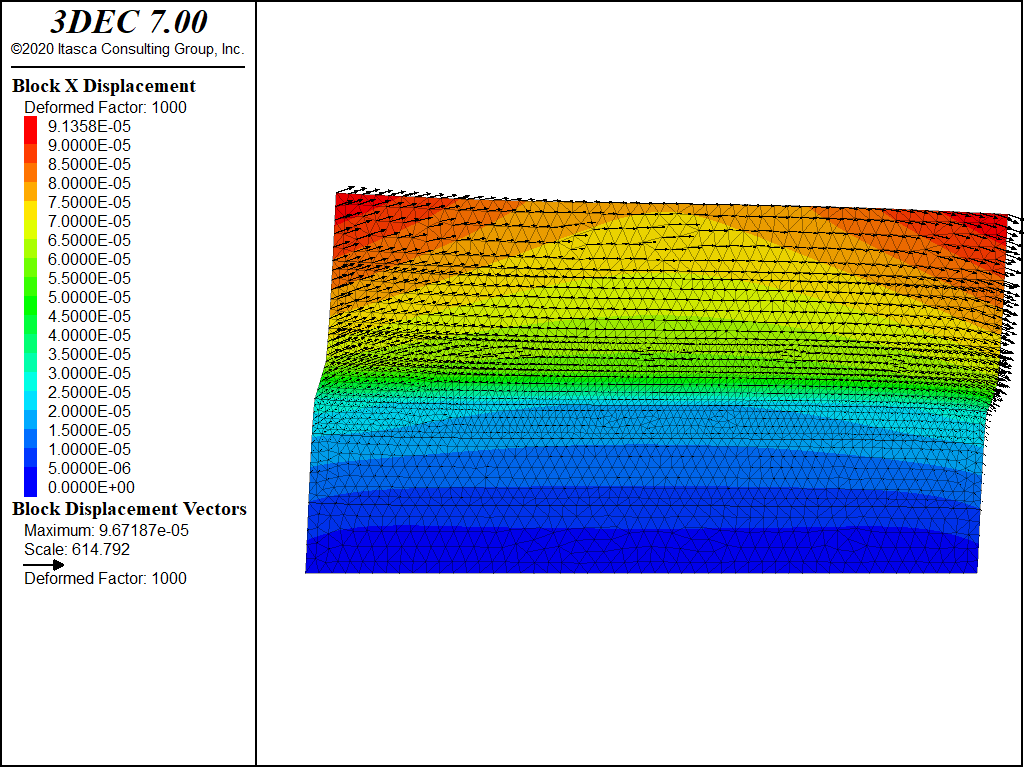 3DEC 7.00
©2020 Itasca Consulting Group, Inc.
Block X Displacement
Deformed Factor: 1000
9.1358E-05
9.0000E-05
8.5000E-05
8.0000E-05
7.5000E-05
7.0000E-05
6.5000E-05
6.0000E-05
5.5000E-05
5.0000E-05
4.5000E-05
4.0000E-05
3.5000E-05
3.0000E-05
2.5000E-05
2.0000E-05
1.5000E-05
1.0000E-05
5.0000E-06
0.0000E+00
Block Displacement Vectors
Maximum: 9.67187e-05
Scale: 614.792
Deformed Factor: 1000